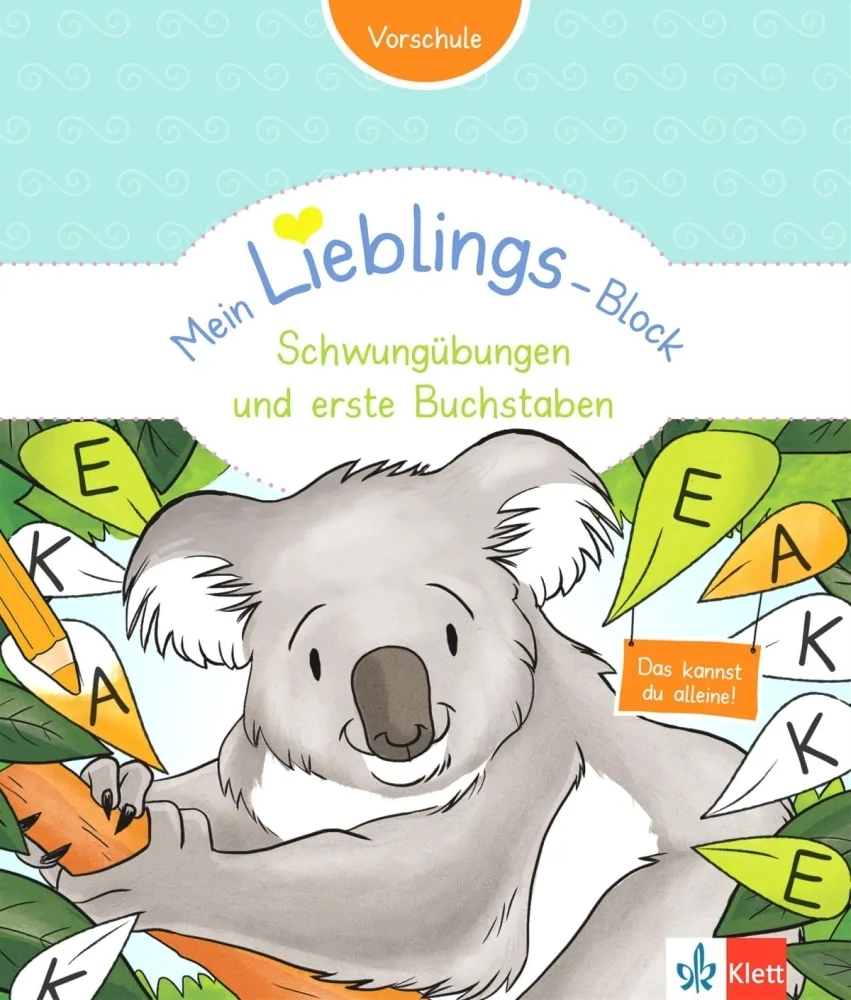 Vorschule
Mein Lieblings-Block
Schwungübungen
und erste Buchstaben
E
E
K
A
A
K
Das kannst
du alleine!
K
E
K
Klett